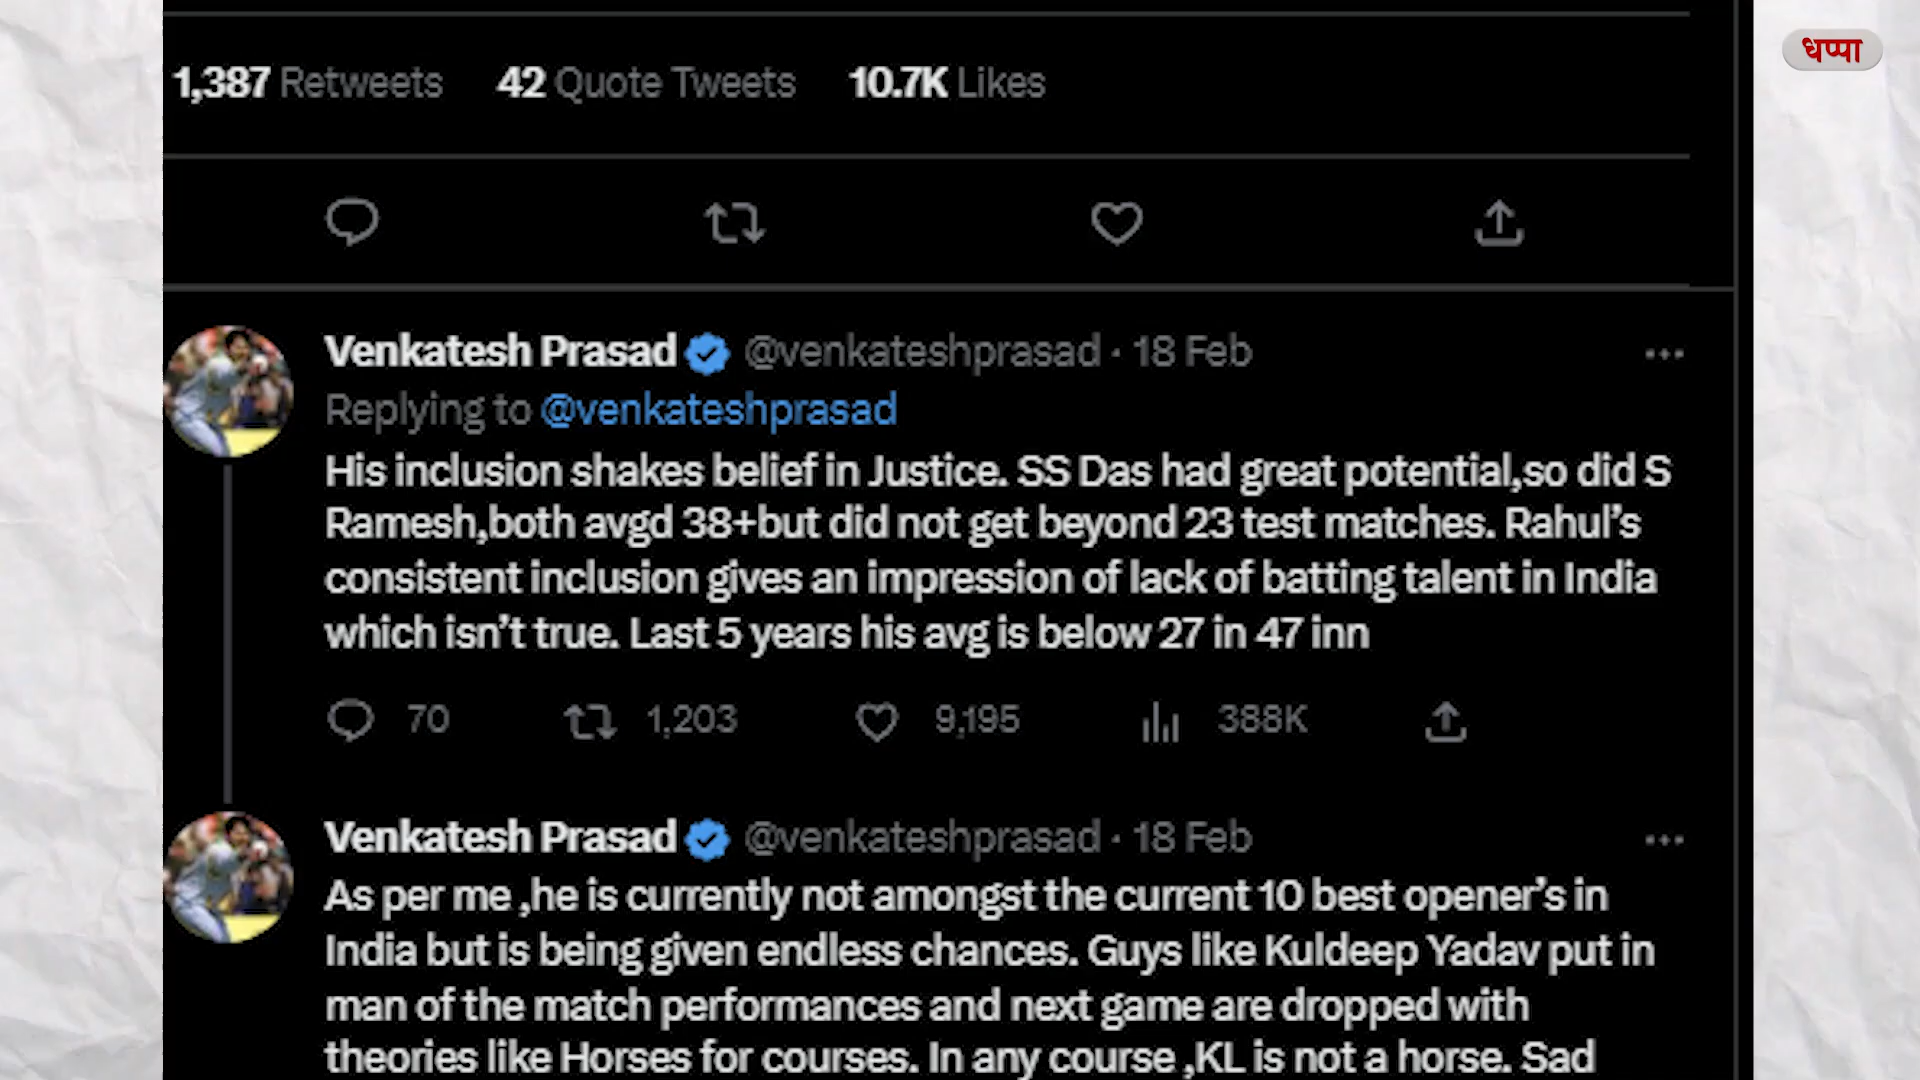 धप्पा
1,387 Retweets 42 Quote Tweets 10.7K Likes
Venkatesh Prasad @venkateshprasad · 18 Feb
Replying to @venkateshprasad
His inclusion shakes belief in Justice. SS Das had great potential,so did S
Ramesh,both avgd 38+but did not get beyond 23 test matches. Rahul’s
consistent inclusion gives an impression of lack of batting talent in India
which isn’t true. Last 5 years his avg is below 27 in 47 inn
70 1,203 9,195 388K
Venkatesh Prasad @venkateshprasad · 18 Feb
As per me ,he is currently not amongst the current 10 best opener’s in
India but is being given endless chances. Guys like Kuldeep Yadav put in
man of the match performances and next game are dropped with
theories like Horses for courses. In any course ,KL is not a horse. Sad